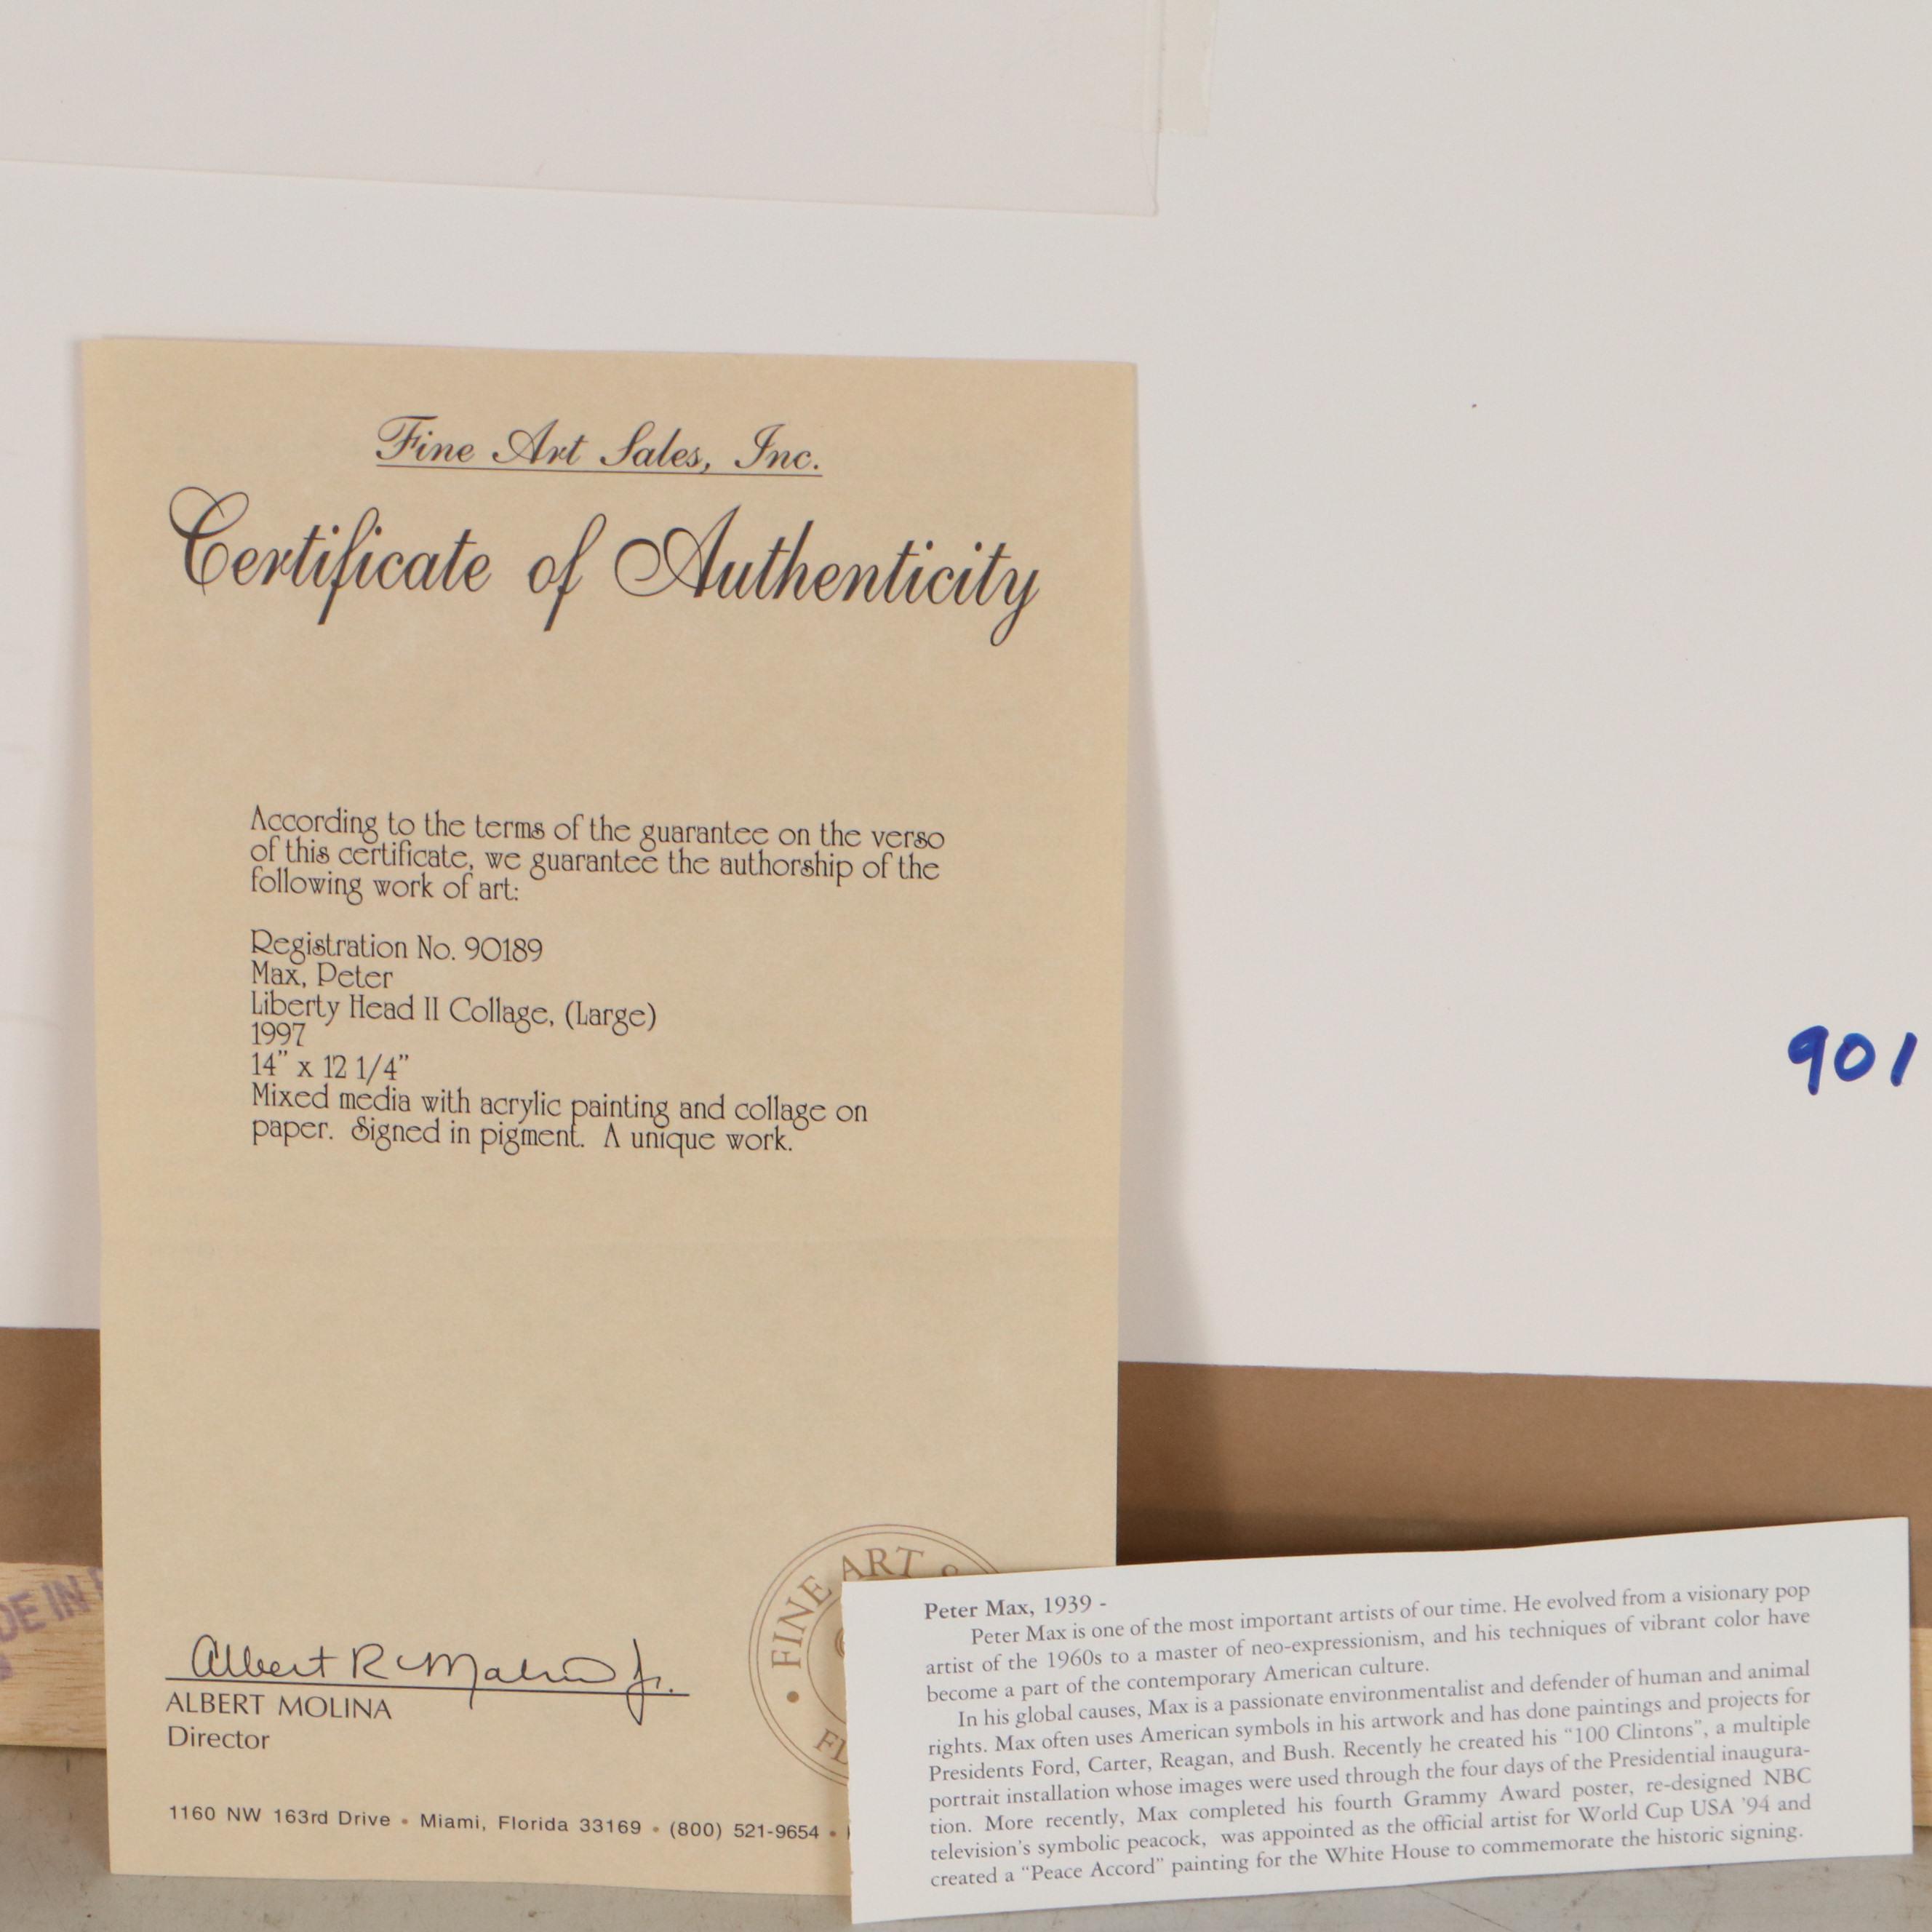 Fine Art Sales, Inc.
Certificate of Authenticity
According to the terms of the guarantee on the verso
of this certificate, we guarantee the authorship of the
following work of art:
Registration No. 90189
Max, Peter
Liberty Head II Collage, (Large)
1997
14" x 12 1/4"
Mixed media with acrylic painting and collage on
paper. Signed in pigment. A unique work.
901
Albert R Molina Jr.
ALBERT MOLINA
Director
1160 NW 163rd Drive • Miami, Florida 33169 • (800) 521-9654 •
• FINE ART
DE IN
Peter Max, 1939 -
Peter Max is one of the most important artists of our time. He evolved from a visionary pop
artist of the 1960s to a master of neo-expressionism, and his techniques of vibrant color have
become a part of the contemporary American culture.
In his global causes, Max is a passionate environmentalist and defender of human and animal
rights. Max often uses American symbols in his artwork and has done paintings and projects for
Presidents Ford, Carter, Reagan, and Bush. Recently he created his “100 Clintons”, a multiple
portrait installation whose images were used through the four days of the Presidential inaugura-
tion. More recently, Max completed his fourth Grammy Award poster, re-designed NBC
television's symbolic peacock, was appointed as the official artist for World Cup USA '94 and
created a “Peace Accord” painting for the White House to commemorate the historic signing.